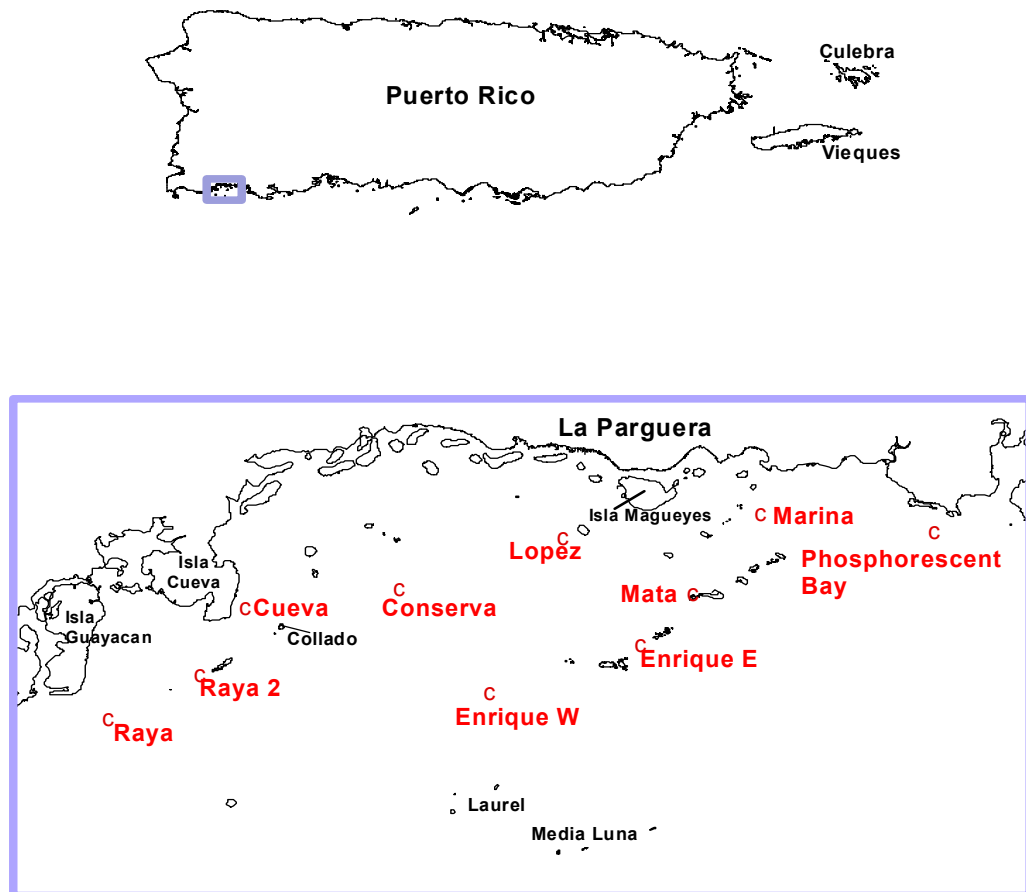 Culebra
Puerto Rico
Vieques
La Parguera
Isla Magueyes
C Marina
C
Lopez
C
Phosphorescent
Bay
Isla
Cueva
C
Conserva
Mata C
C Cueva
Isla
Guayacan
Collado
C
Enrique E
C
Raya 2
C
Enrique W
C
Raya
Laurel
Media Luna